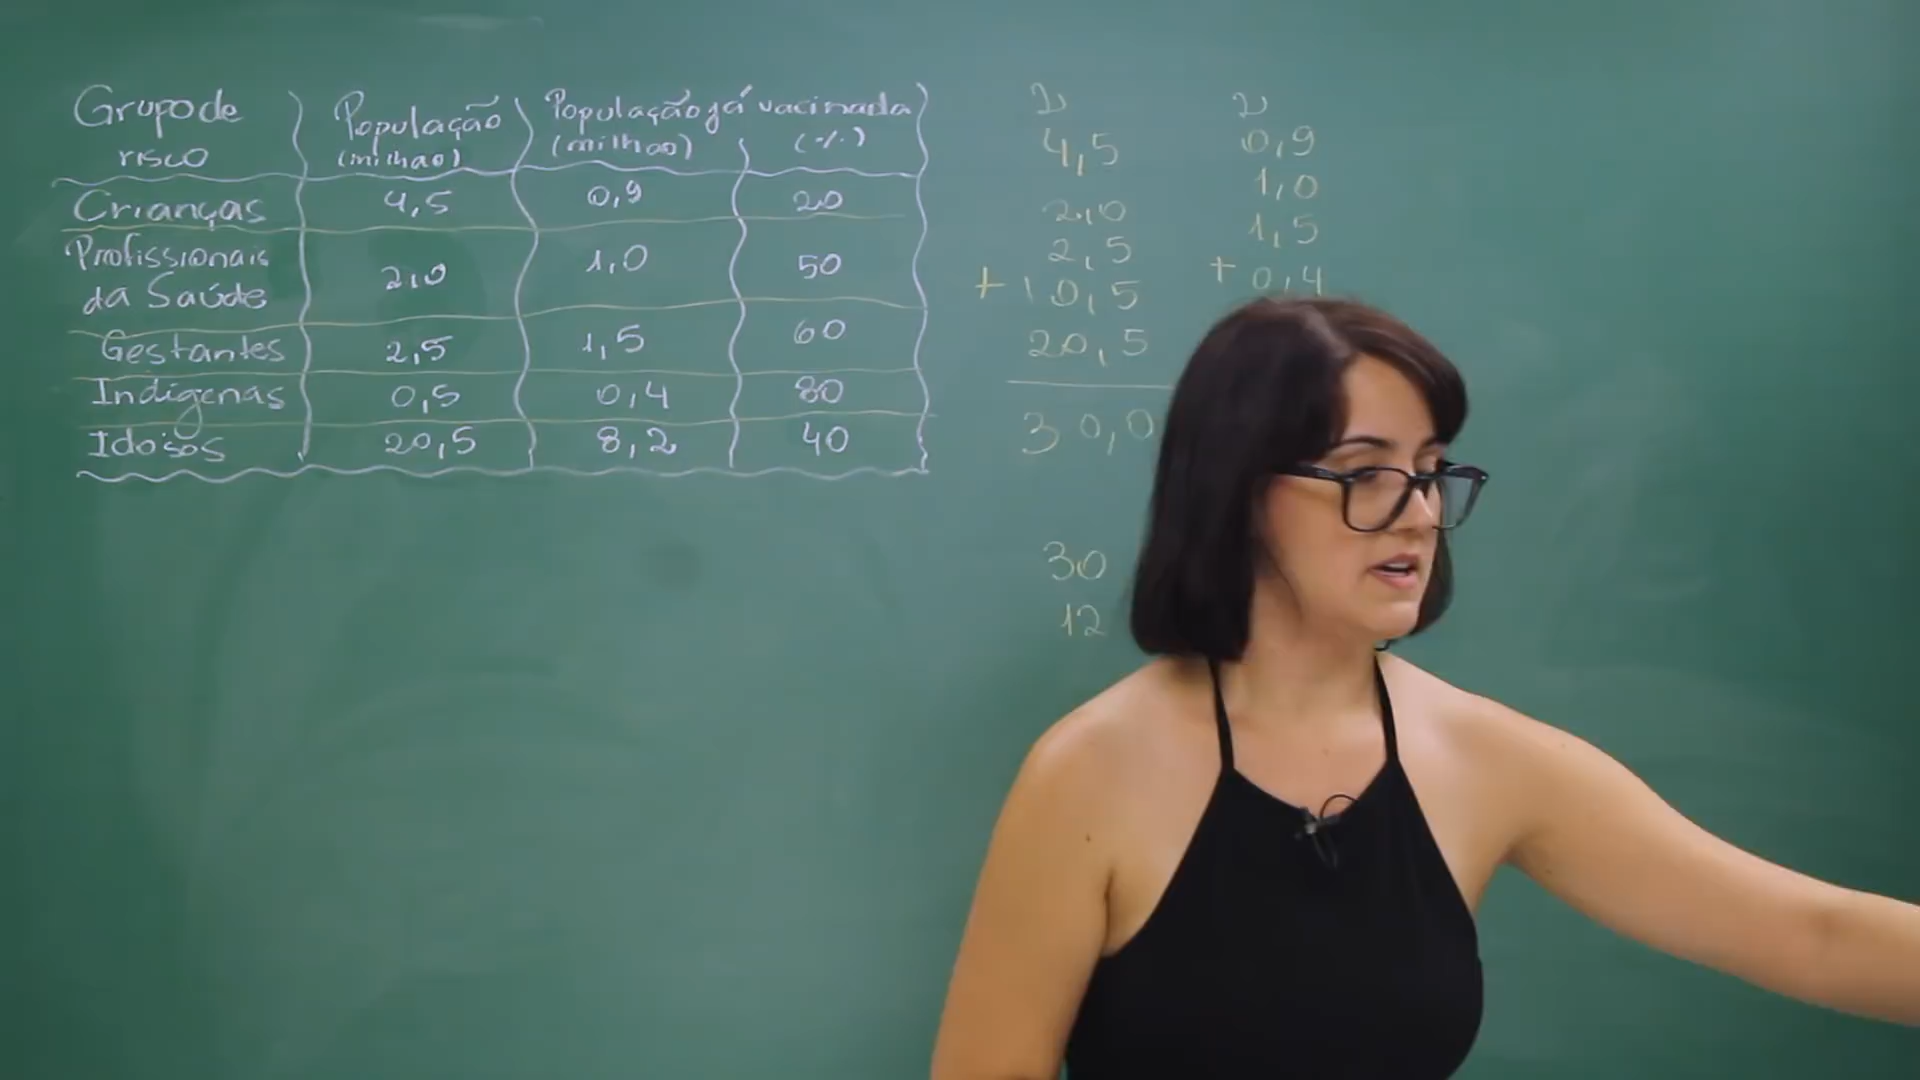 Grupo de risco | População (milhão) | População já vacinada (milhão) | (%)
Crianças | 4,5 | 0,9 | 20
Profissionais da Saúde | 2,0 | 1,0 | 50
Gestantes | 2,5 | 1,5 | 60
Indígenas | 0,5 | 0,4 | 80
Idosos | 20,5 | 8,2 | 40
2
4,5
2,0
2,5
+ 0,5
20,5
30,0
30
12
2
0,9
1,0
1,5
+ 0,4